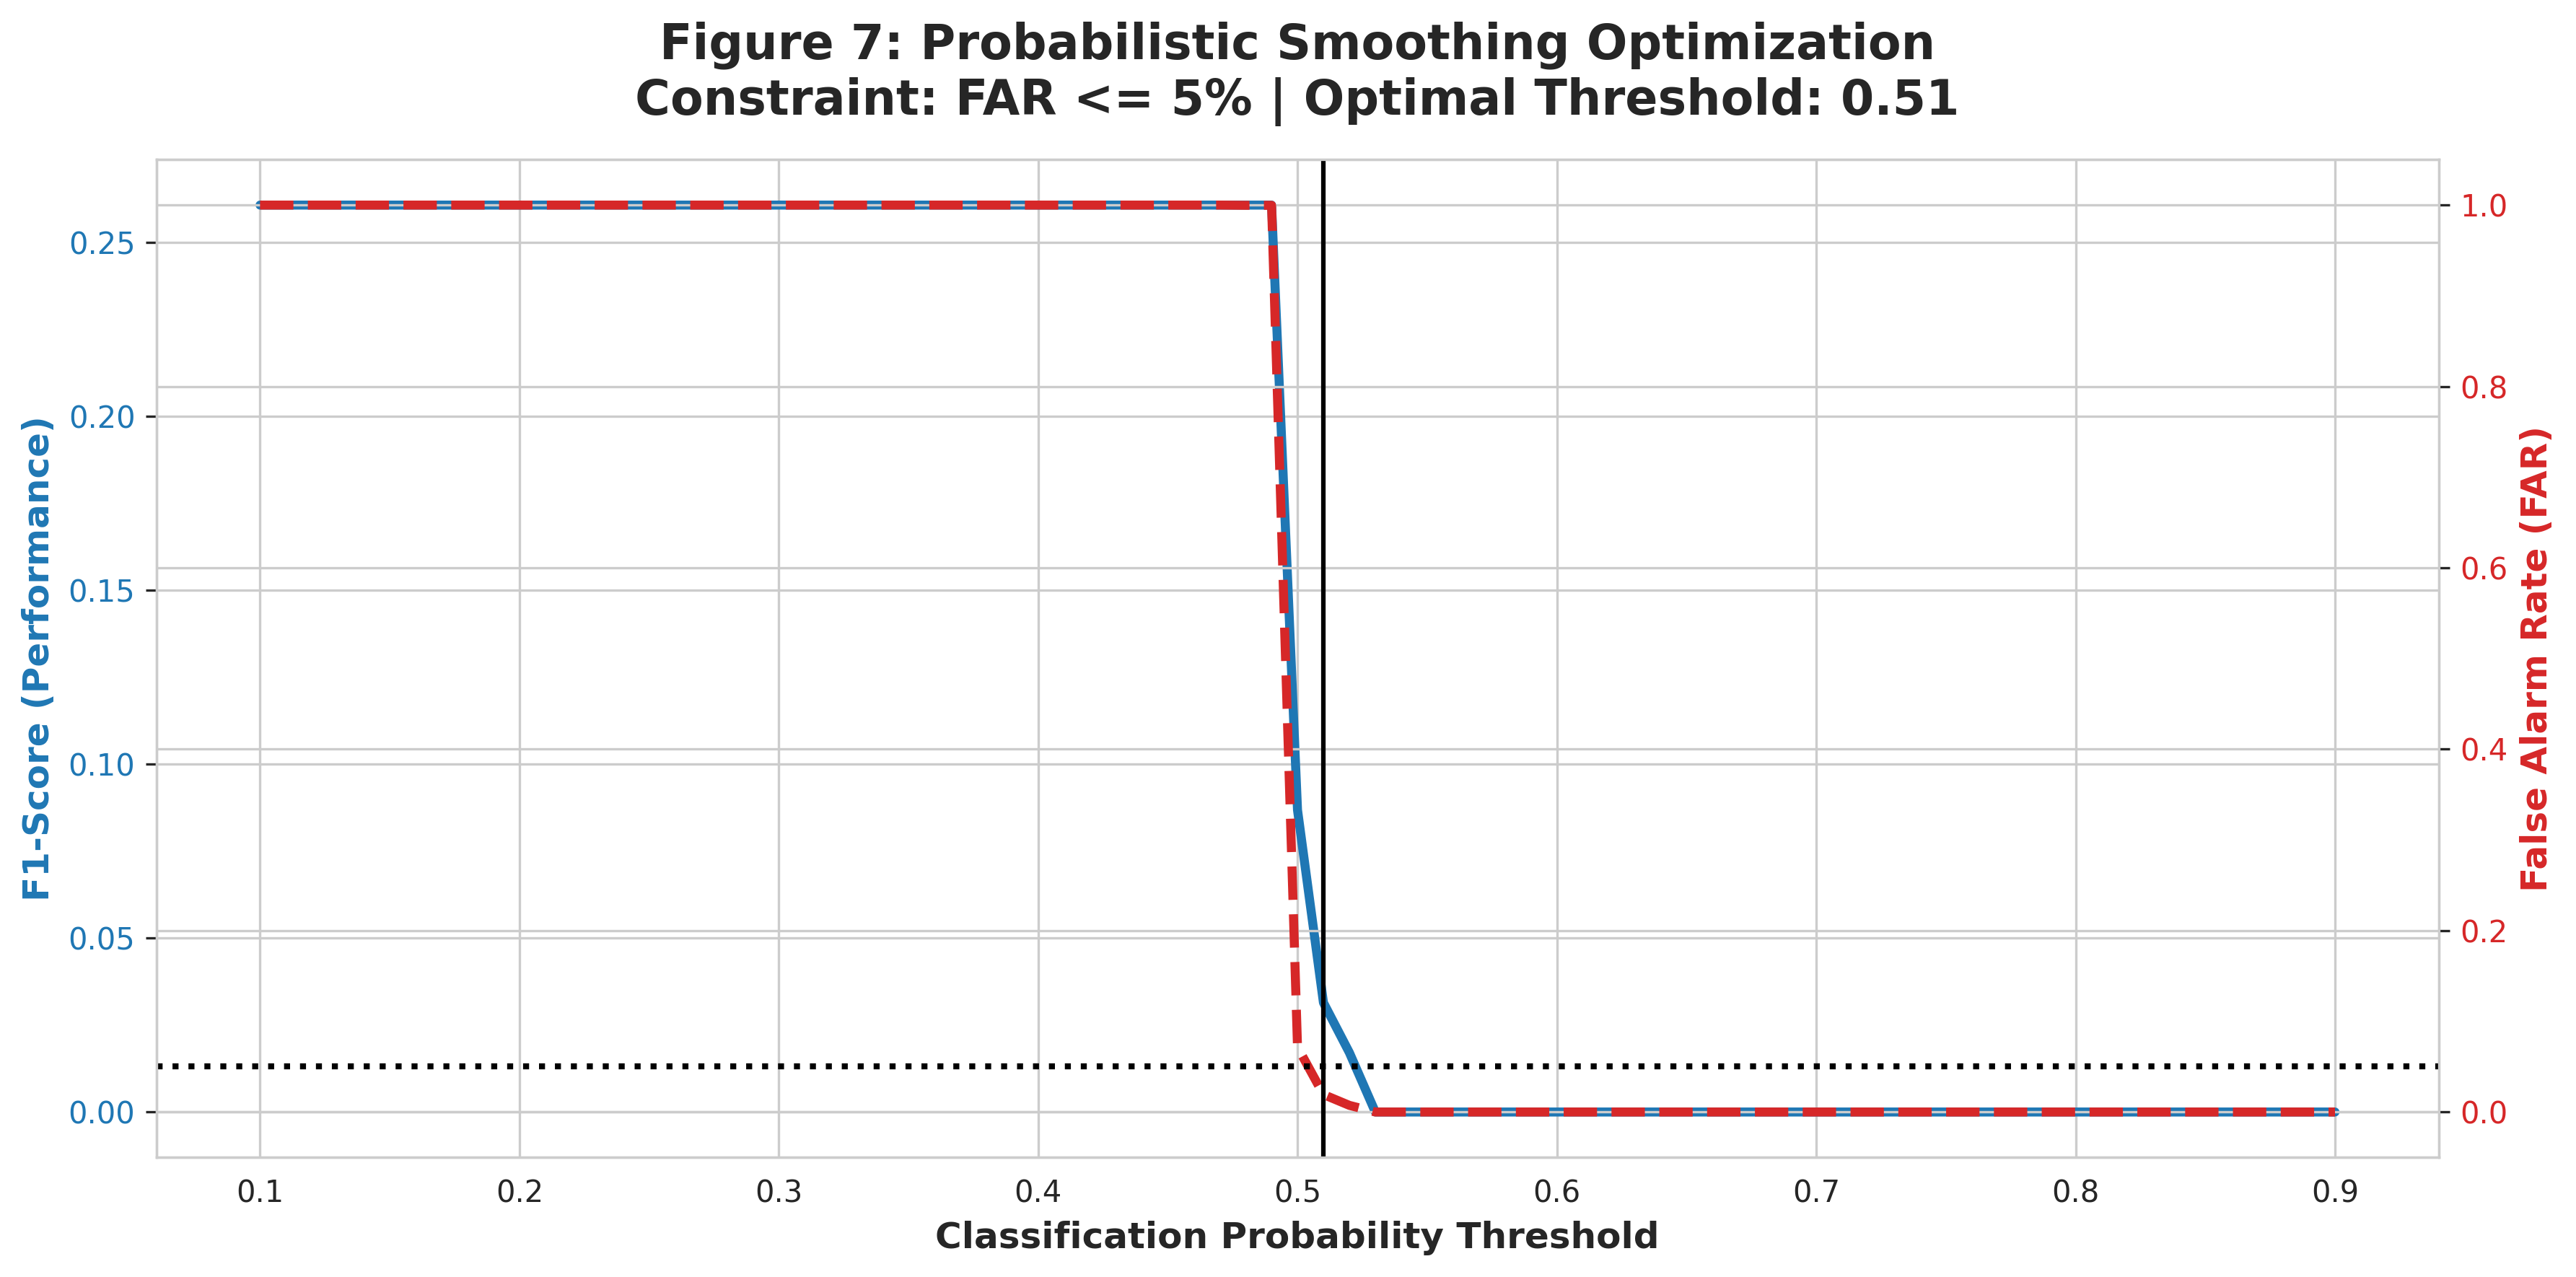 Figure 7: Probabilistic Smoothing Optimization
Constraint: FAR <= 5% | Optimal Threshold: 0.51
F1-Score (Performance)
0.25
0.20
0.15
0.10
0.05
0.00
1.0
0.8
0.6
0.4
0.2
0.0
False Alarm Rate (FAR)
0.1 0.2 0.3 0.4 0.5 0.6 0.7 0.8 0.9
Classification Probability Threshold